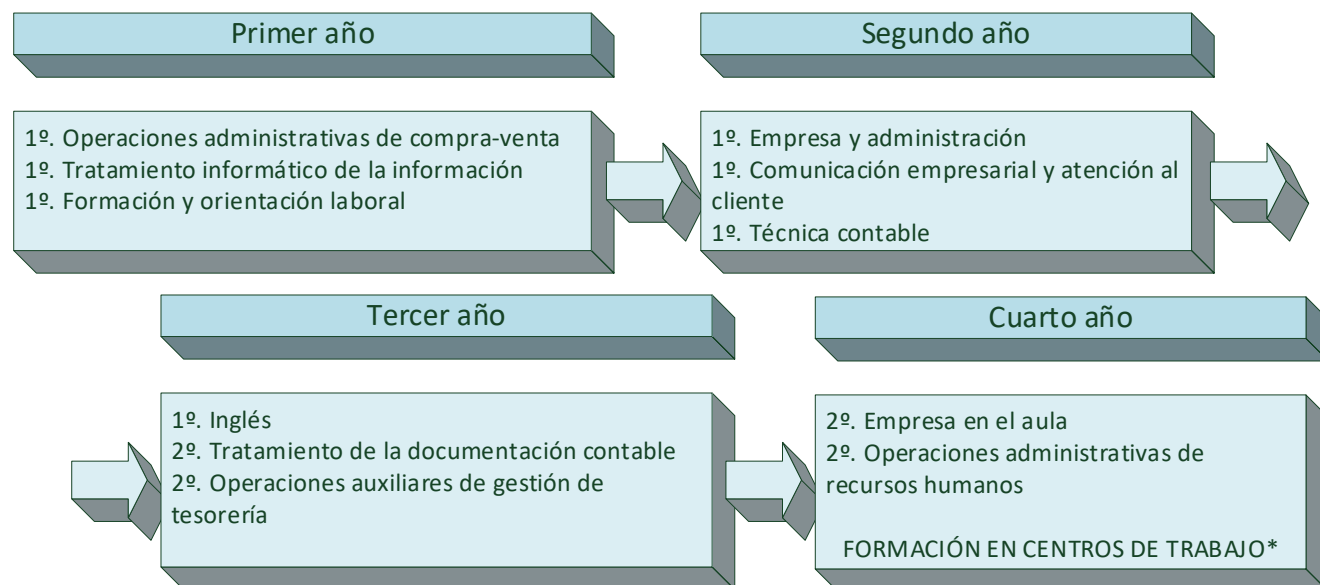 Primer año
1º. Operaciones administrativas de compra-venta
1º. Tratamiento informático de la información
1º. Formación y orientación laboral
Segundo año
1º. Empresa y administración
1º. Comunicación empresarial y atención al
cliente
1º. Técnica contable
Tercer año
1º. Inglés
2º. Tratamiento de la documentación contable
2º. Operaciones auxiliares de gestión de
tesorería
Cuarto año
2º. Empresa en el aula
2º. Operaciones administrativas de
recursos humanos
FORMACIÓN EN CENTROS DE TRABAJO*